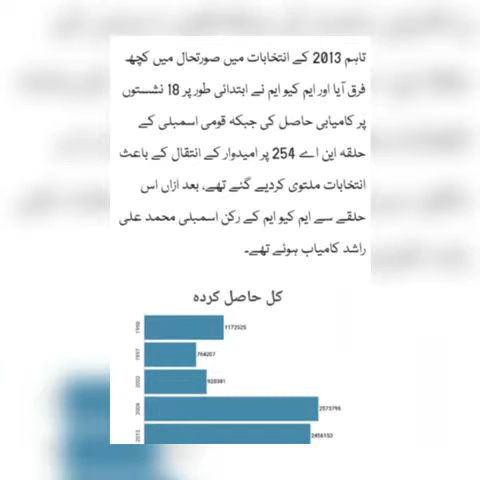 تاہم 2013 کے انتخابات میں صورتحال میں کچھ
فرق آیا اور ایم کیو ایم نے ابتدائی طور پر 18 نشستوں
پر کامیابی حاصل کی جبکہ قومی اسمبلی کے
حلقہ این اے 254 پر امیدوار کے انتقال کے باعث
انتخابات ملتوی کردیے گئے تھے، بعد ازاں اس
حلقے سے ایم کیو ایم کے رکن اسمبلی محمد علی
راشد کامیاب ہوئے تھے۔
کل حاصل کردہ
1990 1173525
1997 764207
2002 920381
2008 2573795
2013 2456153